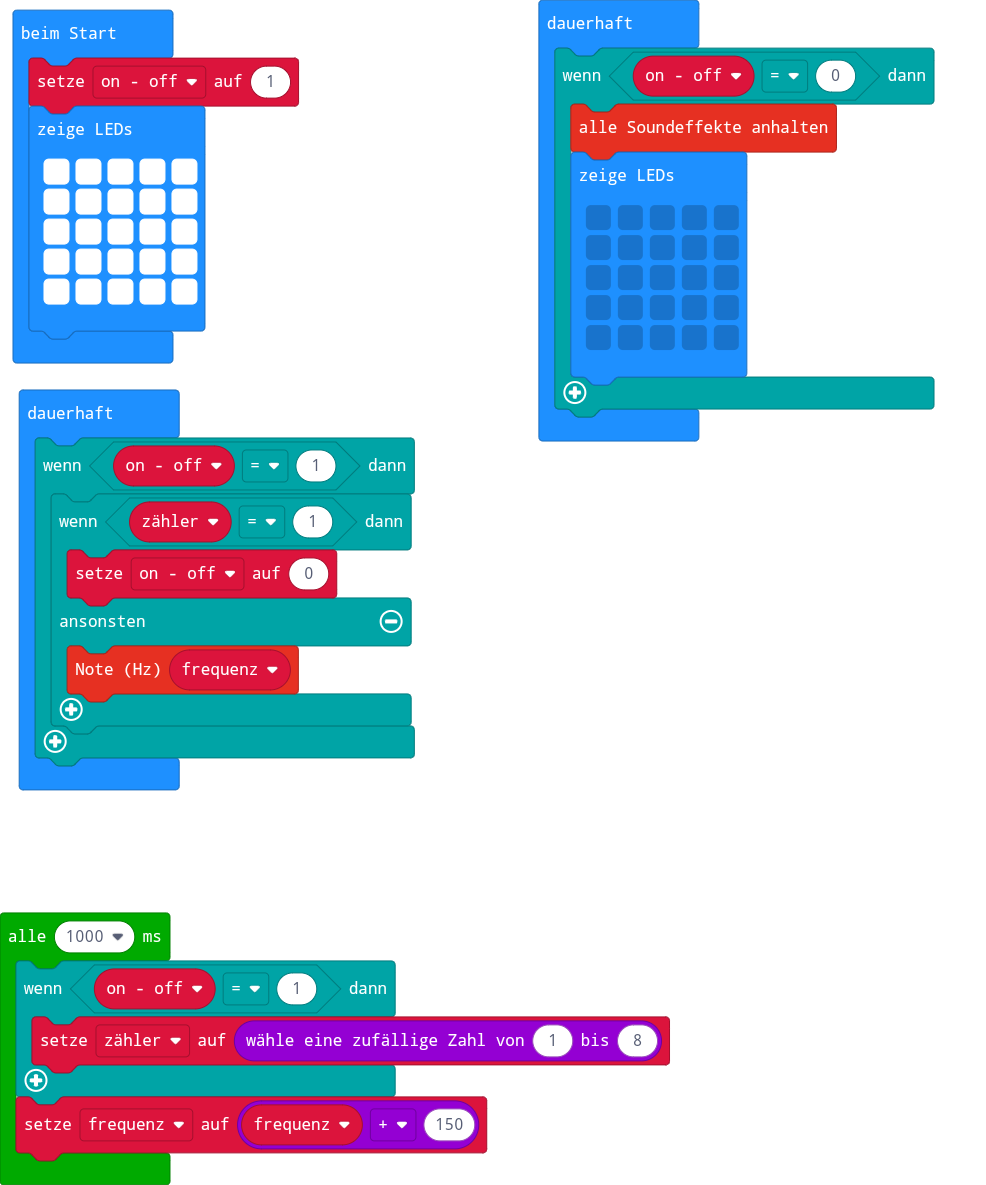 beim Start
setze on - off auf 1
zeige LEDs
dauerhaft
wenn on - off = 0 dann
alle Soundeffekte anhalten
zeige LEDs
dauerhaft
wenn on - off = 1 dann
wenn zähler = 1 dann
setze on - off auf 0
ansonsten
Note (Hz) frequenz
alle 1000 ms
wenn on - off = 1 dann
setze zähler auf wähle eine zufällige Zahl von 1 bis 8
setze frequenz auf frequenz + 150